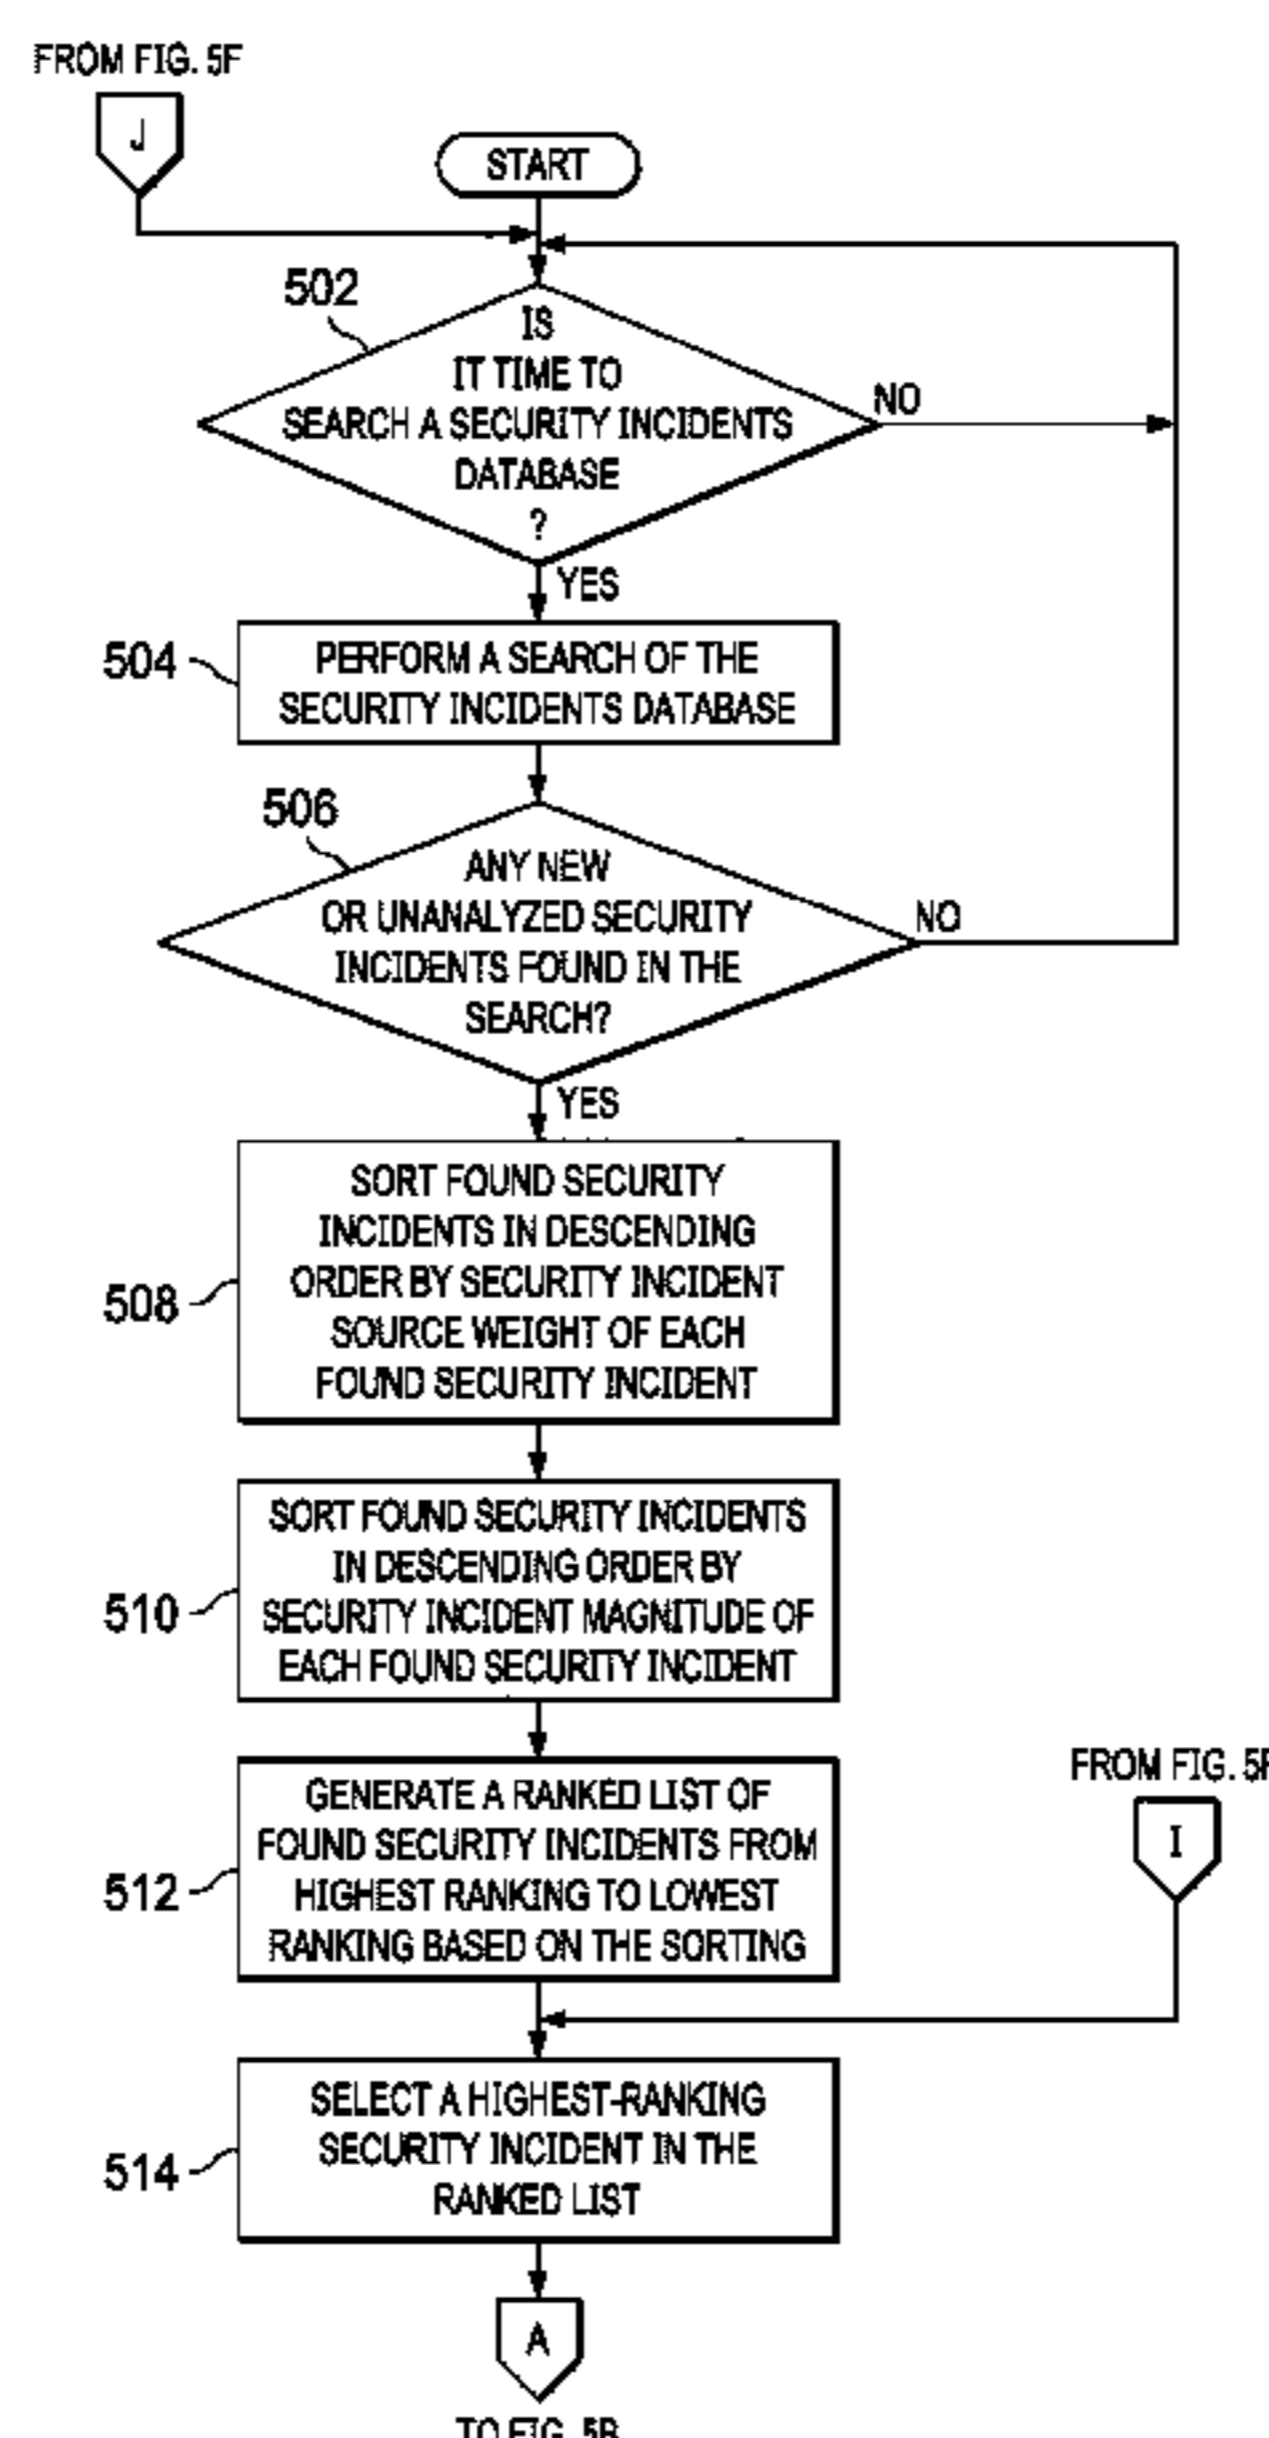 FROM FIG. 5F
J
START
502
IS
IT TIME TO
SEARCH A SECURITY INCIDENTS
DATABASE
?
NO
YES
504
PERFORM A SEARCH OF THE
SECURITY INCIDENTS DATABASE
506
ANY NEW
OR UNANALYZED SECURITY
INCIDENTS FOUND IN THE
SEARCH?
NO
YES
508
SORT FOUND SECURITY
INCIDENTS IN DESCENDING
ORDER BY SECURITY INCIDENT
SOURCE WEIGHT OF EACH
FOUND SECURITY INCIDENT
510
SORT FOUND SECURITY INCIDENTS
IN DESCENDING ORDER BY
SECURITY INCIDENT MAGNITUDE OF
EACH FOUND SECURITY INCIDENT
512
GENERATE A RANKED LIST OF
FOUND SECURITY INCIDENTS FROM
HIGHEST RANKING TO LOWEST
RANKING BASED ON THE SORTING
FROM FIG.
I
514
SELECT A HIGHEST-RANKING
SECURITY INCIDENT IN THE
RANKED LIST
A
TO FIG.